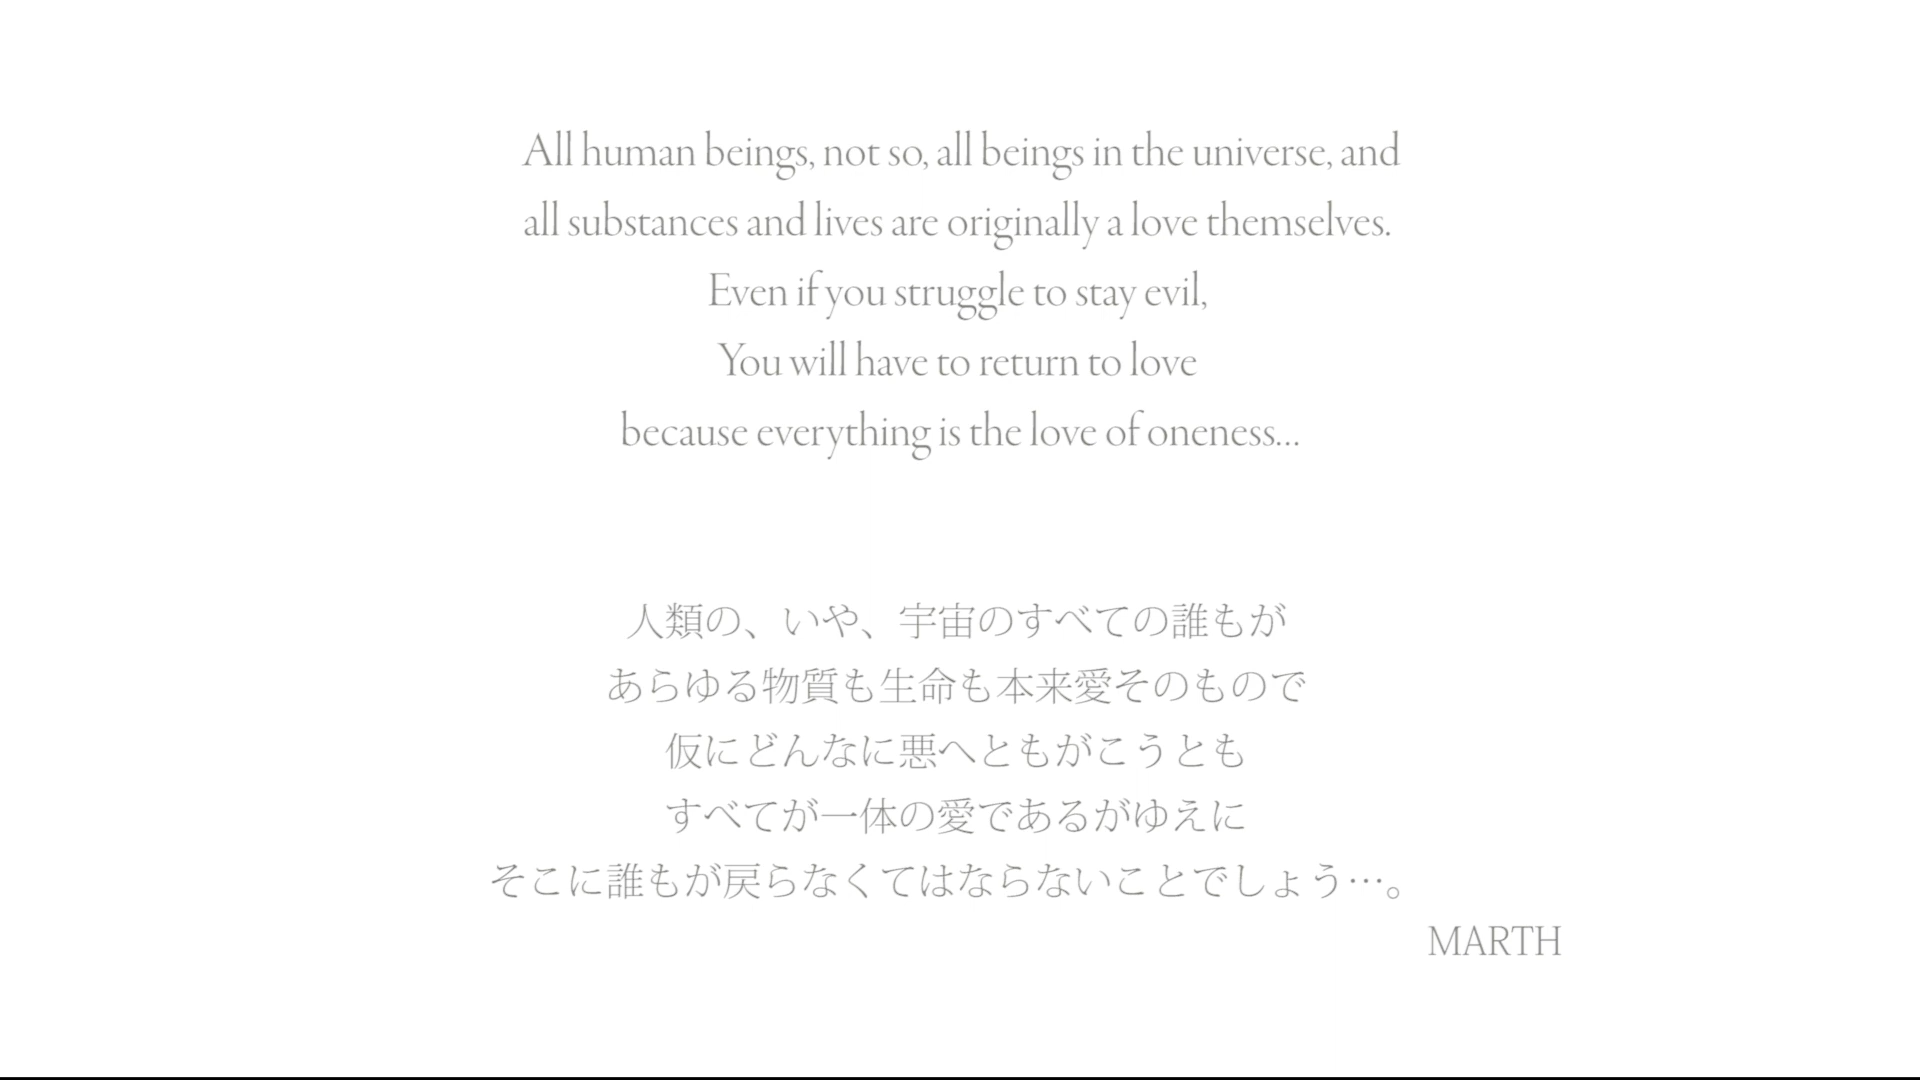 All human beings, not so, all beings in the universe, and
all substances and lives are originally a love themselves.
Even if you struggle to stay evil,
You will have to return to love
because everything is the love of oneness...
人類の、いや、宇宙のすべての誰もが
あらゆる物質も生命も本来愛そのもので
仮にどんなに悪へともがこうとも
すべてが一体の愛であるがゆえに
そこに誰もが戻らなくてはならないことでしょう…。
MARTH